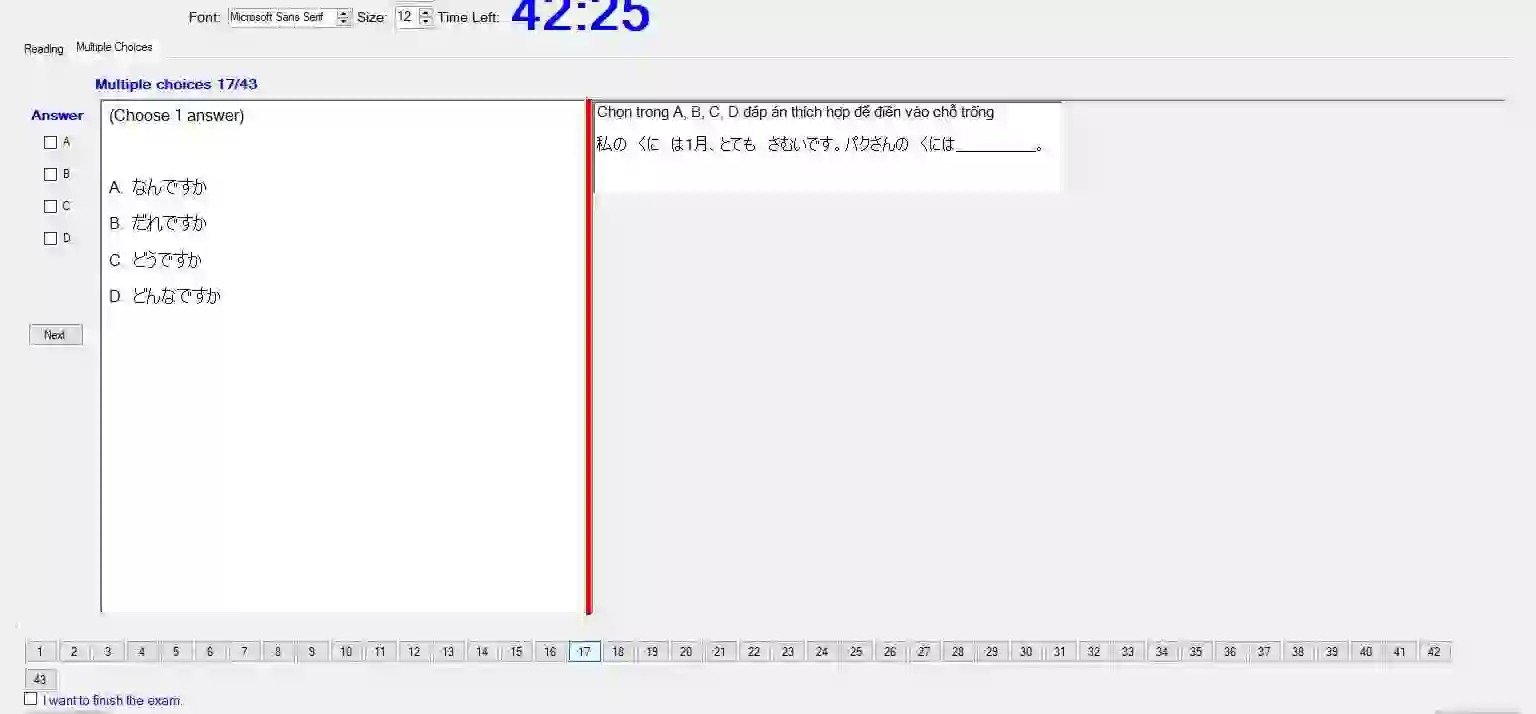 Font: Microsoft Sans Serif Size: 12 Time Left: 42:25
Reading Multiple Choices
Multiple choices 17/43
Answer
A
B
C
D
Next
(Choose 1 answer)
A. なんですか
B. だれですか
C. どうですか
D. どんなですか
Chọn trong A, B, C, D đáp án thích hợp để điền vào chỗ trống
私の くに は1月、とても さむいです。パクさんの くには__________。
1 2 3 4 5 6 7 8 9 10 11 12 13 14 15 16 17 18 19 20 21 22 23 24 25 26 27 28 29 30 31 32 33 34 35 36 37 38 39 40 41 42
43
I want to finish the exam.